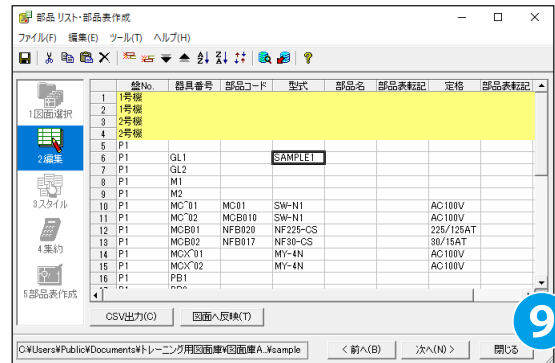 部品リスト・部品表作成
ファイル(F) 編集(E) ツール(T) ヘルプ(H)
盤No. 器具番号 部品コード 型式 部品名 部品表転記 定格 部品表転記
1 1号機
2 1号機
3 2号機
4 2号機
5 P1
6 P1 GL1 SAMPLE1
7 P1 GL2
8 P1 M1
9 P1 M2
10 P1 MC^01 MC01 SW-N1 AC100V
11 P1 MC^02 MCB010 SW-N1 AC100V
12 P1 MCB01 NFB020 NF225-CS 225/125AT
13 P1 MCB02 NFB017 NF30-CS 30/15AT
14 P1 MCX^01 MY-4N AC100V
15 P1 MCX^02 MY-4N AC100V
16 P1 PB1
1図面選択
2.編集
3.スタイル
4.集約
5部品表作成
CSV出力(C) 図面へ反映(T)
9
C:¥Users¥Public¥Documents¥トレーニング用図面庫¥図面庫A..¥sample
< 前へ(B) 次へ(N) > 閉じる